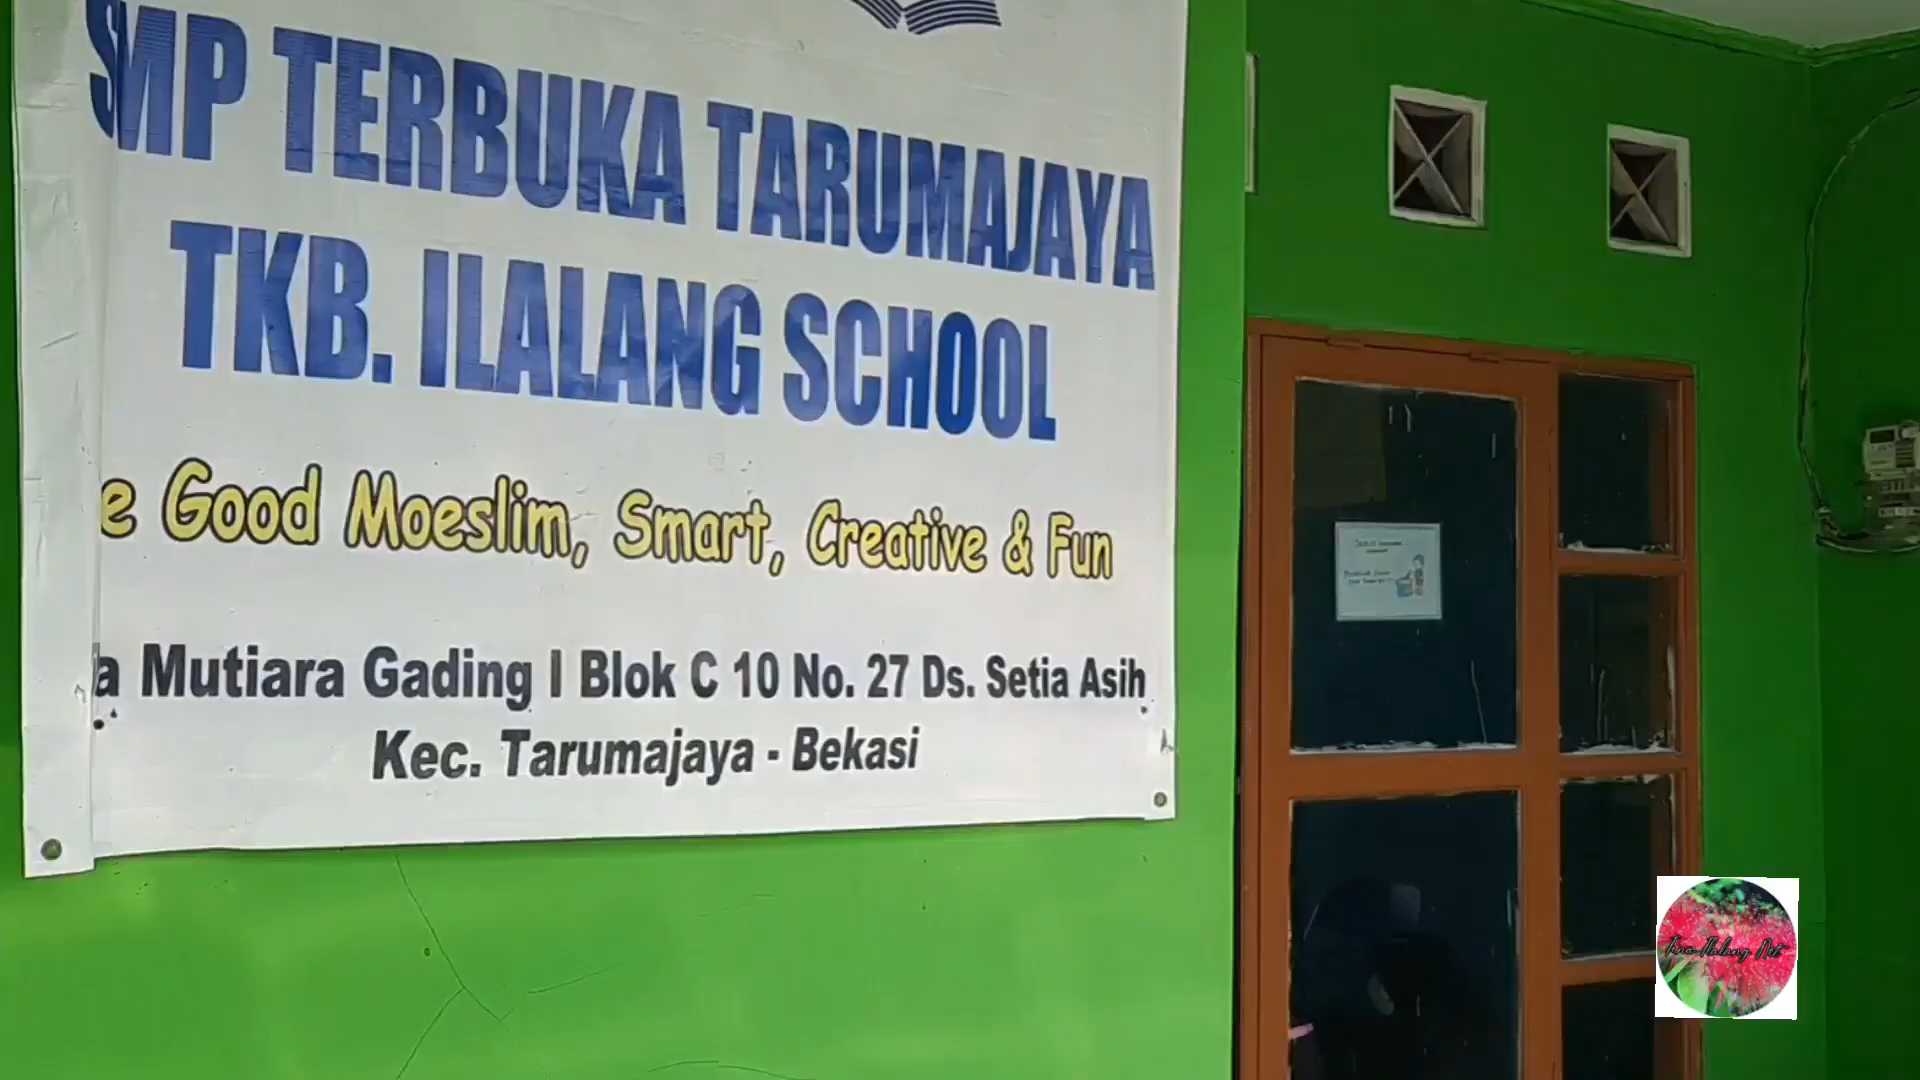 SMP TERBUKA TARUMAJAYA
TKB. ILALANG SCHOOL
e Good Moeslim, Smart, Creative & Fun
a Mutiara Gading I Blok C 10 No. 27 Ds. Setia Asih
Kec. Tarumajaya - Bekasi